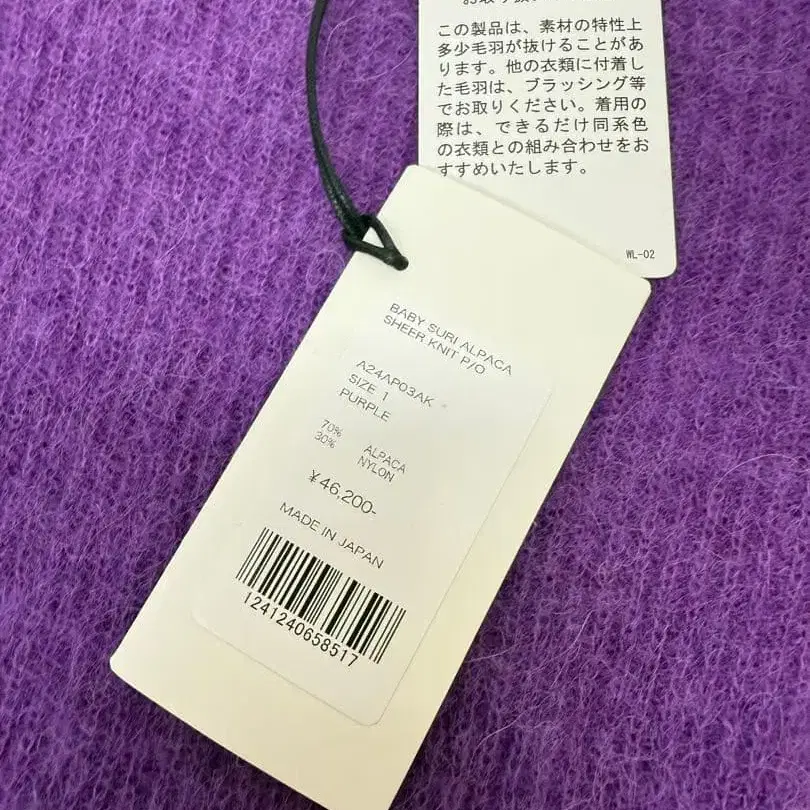 この製品は、素材の特性上
多少毛羽が抜けることがあ
ります。他の衣類に付着し
た毛羽は、ブラッシング等
でお取りください。着用の
際は、できるだけ同系色
の衣類との組み合わせをお
すすめいたします。
WL-02
BABY SURI ALPACA
SHEER KNIT P/O
A24AP03AK
SIZE 1
PURPLE
70% ALPACA
30% NYLON
¥46,200-
MADE IN JAPAN
1241240658517